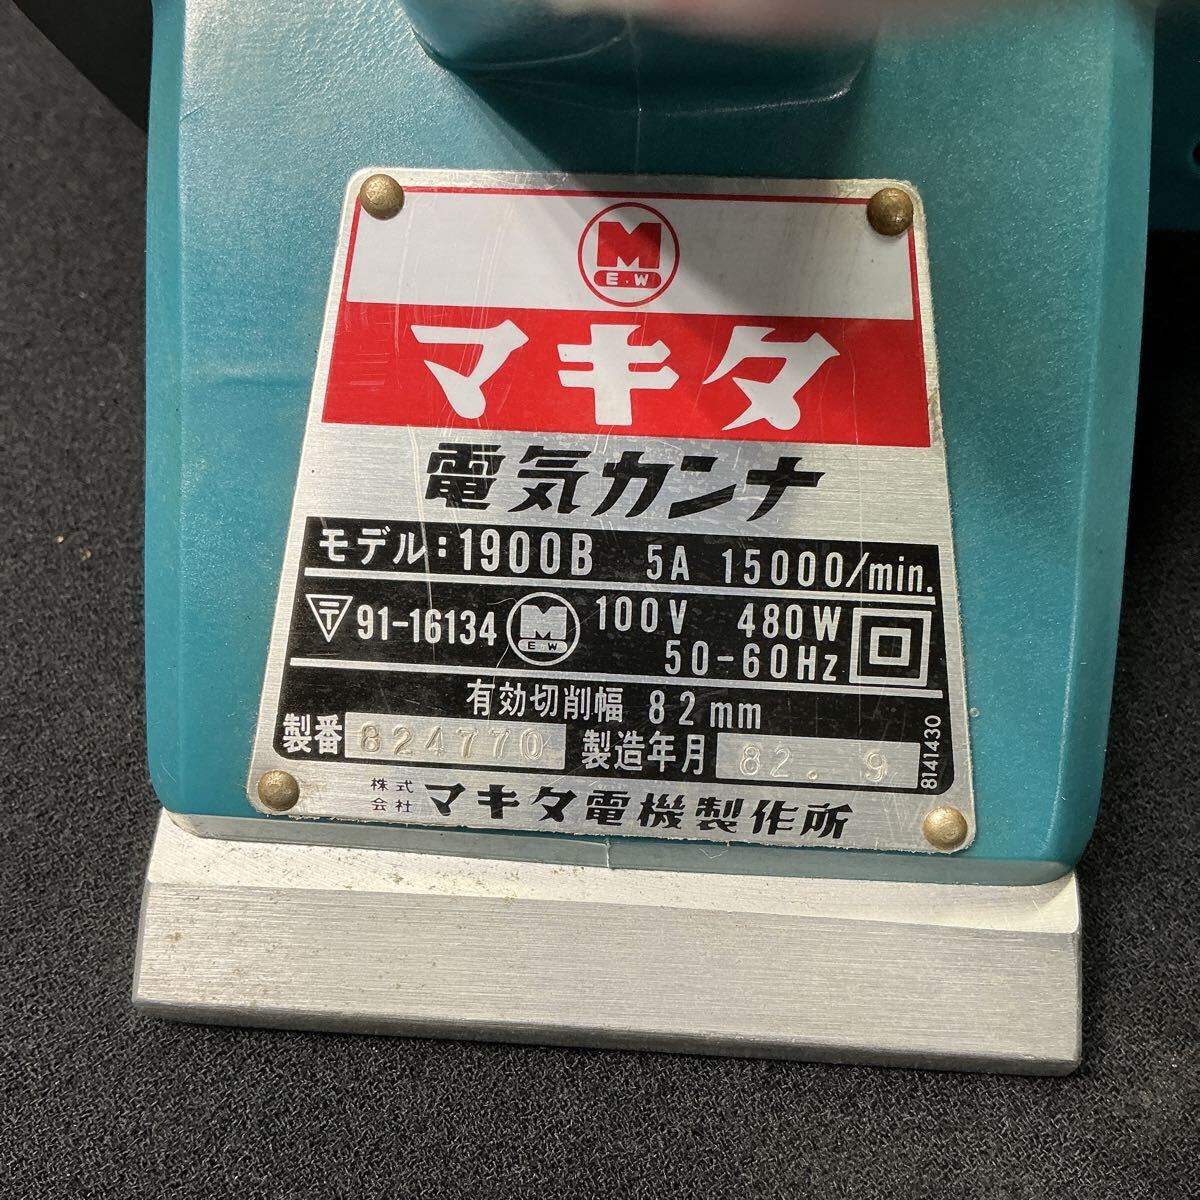 M
E.W
マキタ
電気カンナ
モデル:1900B 5A 15000/min.
〒 91-16134 M E W 100V 480W
50-60Hz
有効切削幅 82mm
製番 824770 製造年月 82. 9
8141430
株式会社 マキタ電機製作所